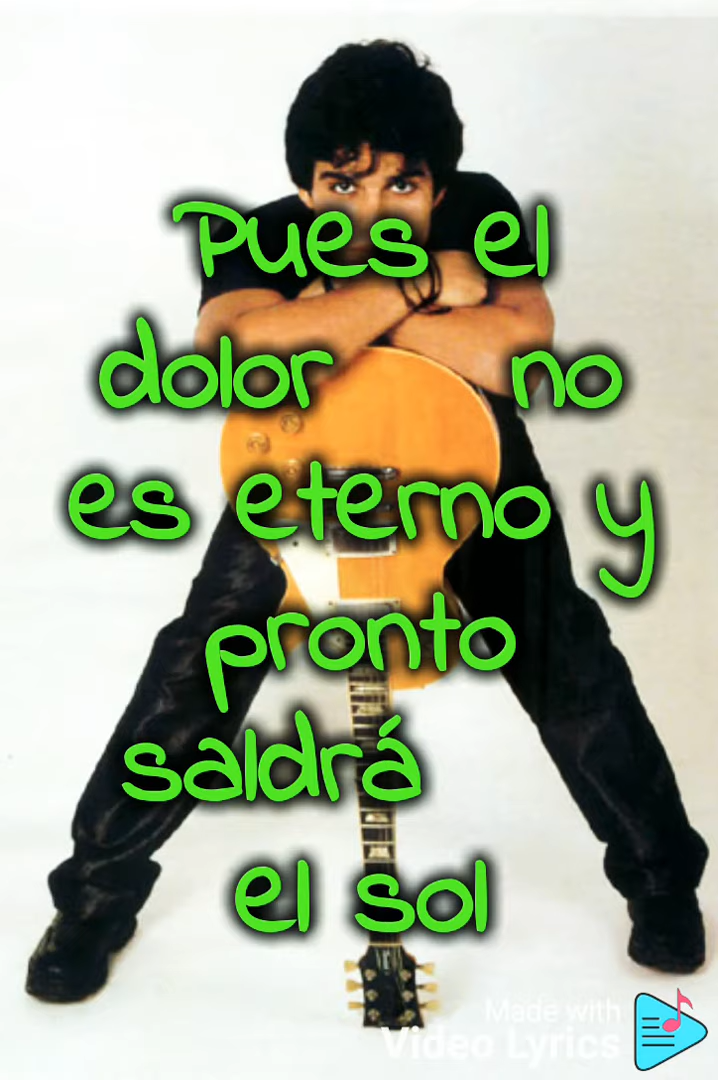 Pues el
dolor no
es eterno y
pronto
saldrá
el sol
Made with
Video Lyrics